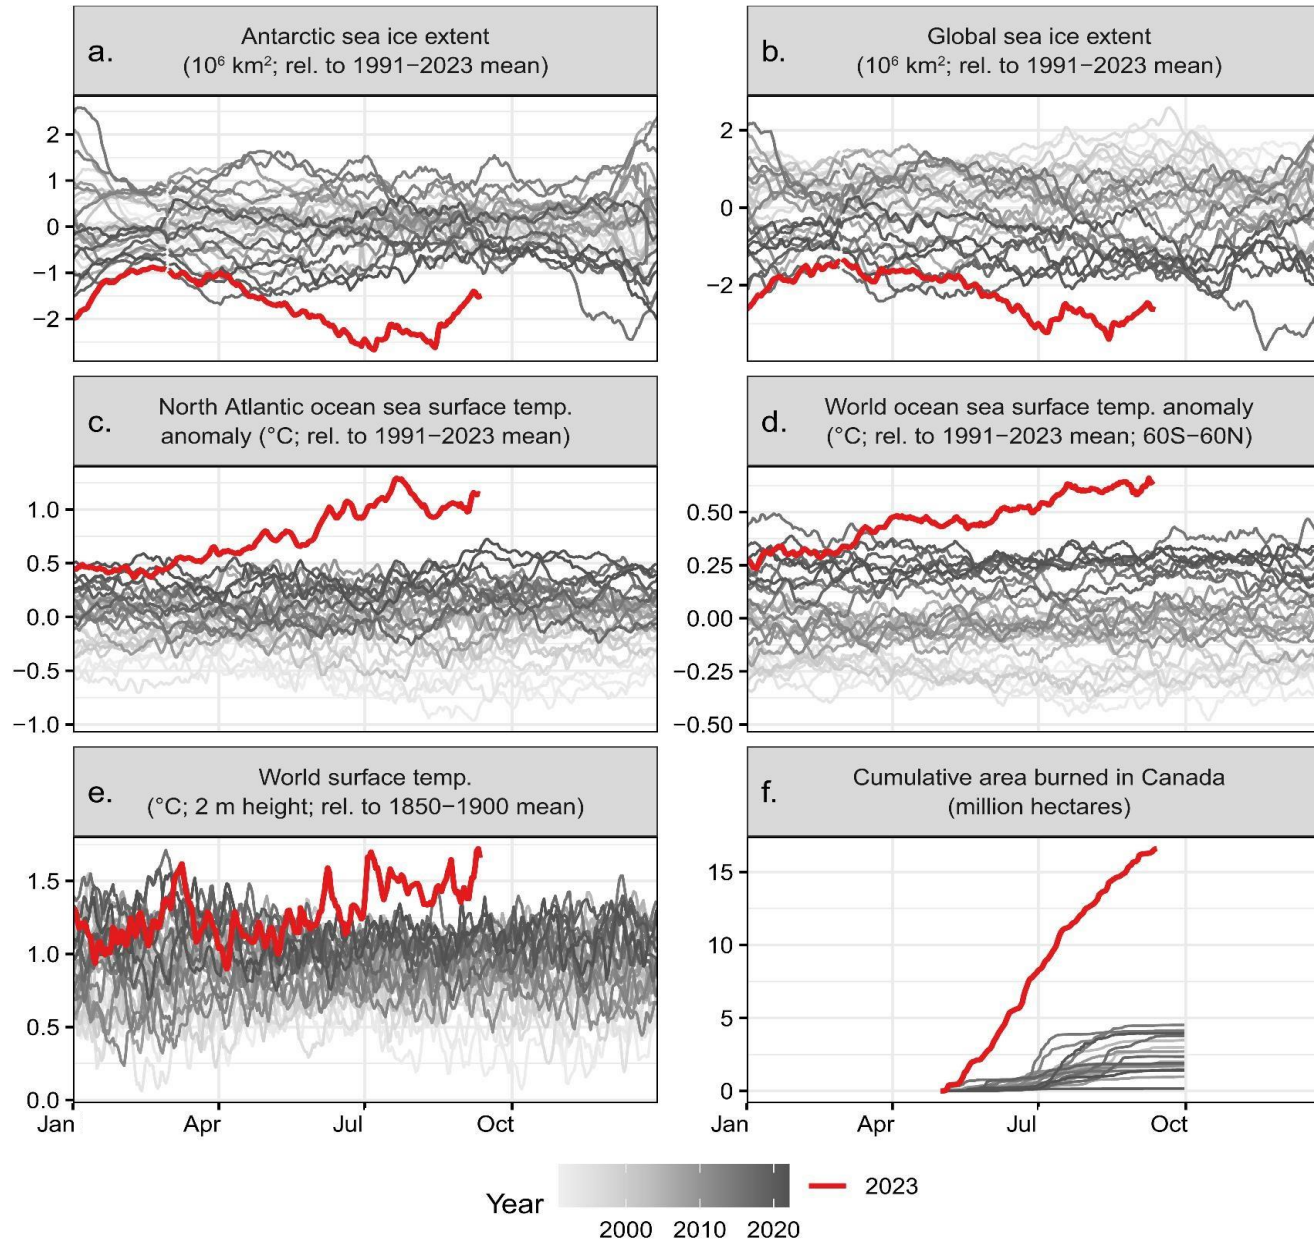 a.
Antarctic sea ice extent
(10⁶ km²; rel. to 1991−2023 mean)
2
1
0
−1
−2
b.
Global sea ice extent
(10⁶ km²; rel. to 1991−2023 mean)
2
0
−2
c.
North Atlantic ocean sea surface temp.
anomaly (°C; rel. to 1991−2023 mean)
1.0
0.5
0.0
−0.5
−1.0
d.
World ocean sea surface temp. anomaly
(°C; rel. to 1991−2023 mean; 60S−60N)
0.50
0.25
0.00
−0.25
−0.50
e.
World surface temp.
(°C; 2 m height; rel. to 1850−1900 mean)
1.5
1.0
0.5
0.0
Jan Apr Jul Oct
f.
Cumulative area burned in Canada
(million hectares)
15
10
5
0
Jan Apr Jul Oct
Year
2000 2010 2020
2023